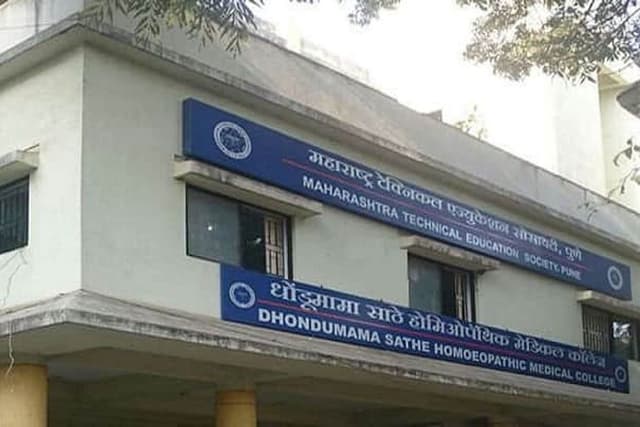 महाराष्ट्र टेक्निकल एज्युकेशन सोसायटी, पुणे
MAHARASHTRA TECHNICAL EDUCATION SOCIETY-PUNE
धोंडूमामा साठे होमिओपॅथिक मेडिकल कॉलेज
DHONDUMAMA SATHE HOMOEOPATHIC MEDICAL COLLEGE